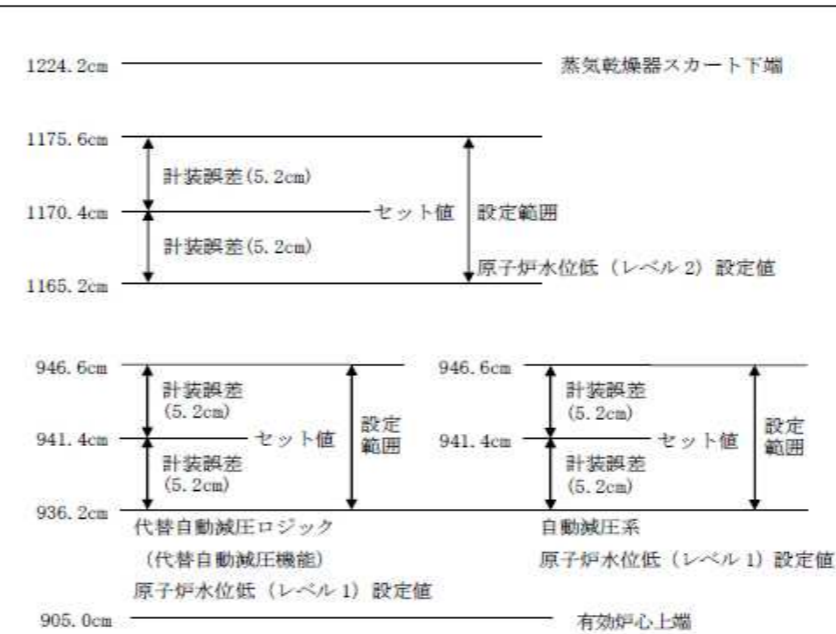 1224.2cm 蒸気乾燥器スカート下端
1175.6cm
計装誤差(5.2cm)
1170.4cm セット値 設定範囲
計装誤差(5.2cm)
原子炉水位低（レベル2）設定値
1165.2cm
946.6cm 946.6cm
計装誤差 計装誤差
(5.2cm) 設定 (5.2cm) 設定
941.4cm セット値 範囲 941.4cm セット値 範囲
計装誤差 計装誤差
(5.2cm) (5.2cm)
936.2cm
代替自動減圧ロジック 自動減圧系
（代替自動減圧機能） 原子炉水位低（レベル1）設定値
原子炉水位低（レベル1）設定値
905.0cm 有効炉心上端